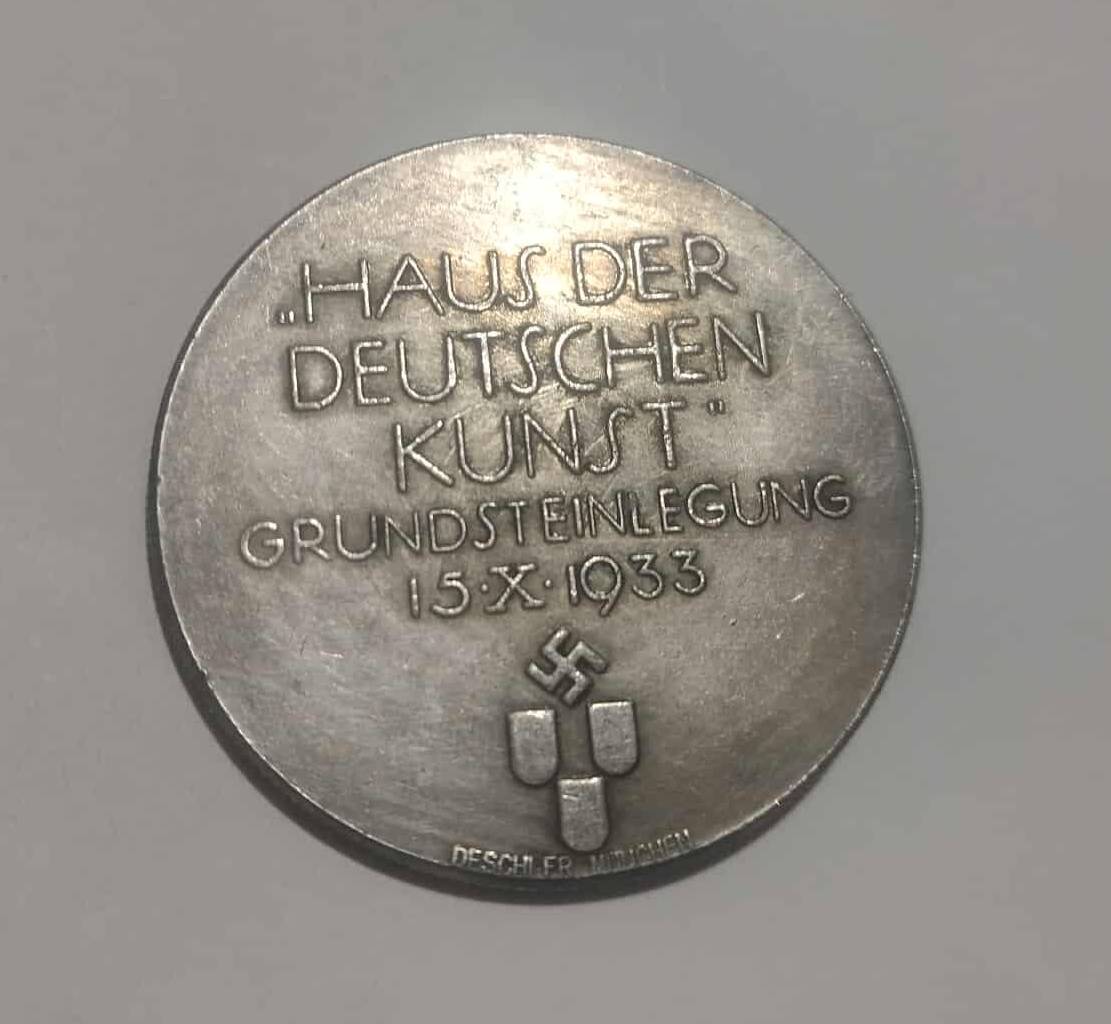 „HAUS DER
DEUTSCHEN
KUNST"
GRUNDSTEINLEGUNG
15·X·1933
DESCHLER MÜNCHEN